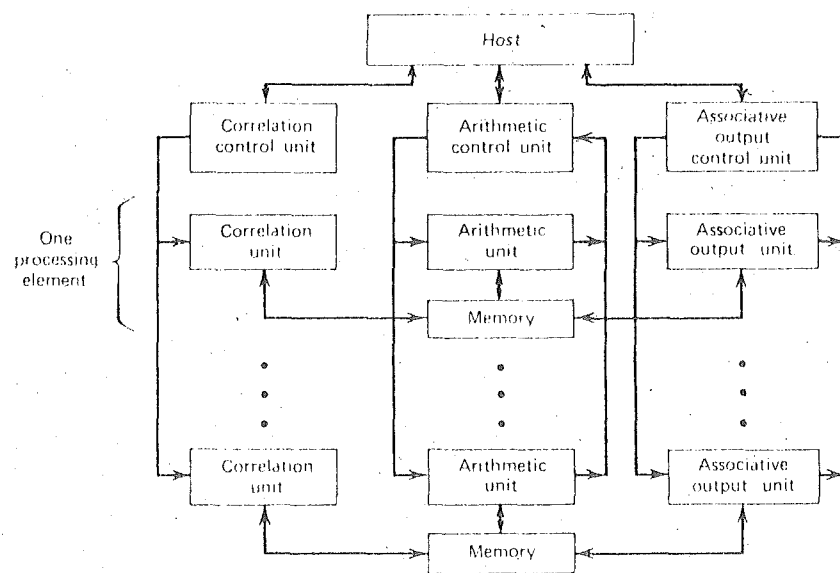 Host
Correlation
control unit
Arithmetic
control unit
Associative
output
control unit
One
processing
element
Correlation
unit
Arithmetic
unit
Associative
output unit
Memory
Correlation
unit
Arithmetic
unit
Associative
output unit
Memory